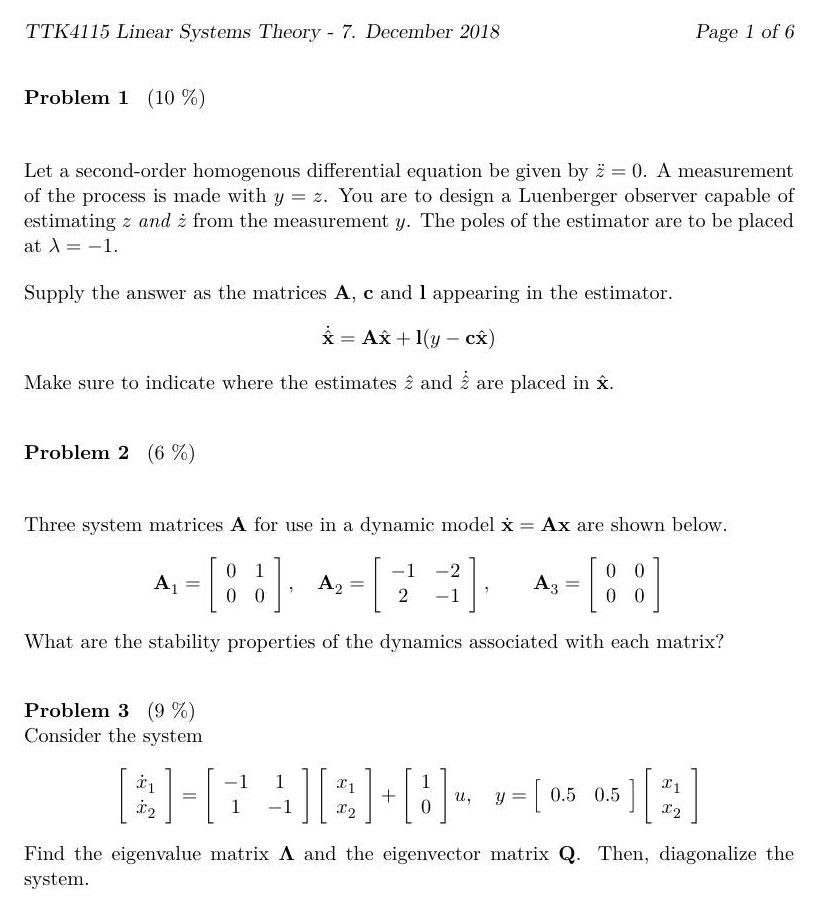 TTK4115 Linear Systems Theory - 7. December 2018 Page 1 of 6
Problem 1 (10 %)
Let a second-order homogenous differential equation be given by z̈ = 0. A measurement
of the process is made with y = z. You are to design a Luenberger observer capable of
estimating z and ż from the measurement y. The poles of the estimator are to be placed
at λ = −1.
Supply the answer as the matrices A, c and l appearing in the estimator.
x̂̇ = Ax̂ + l(y − cx̂)
Make sure to indicate where the estimates ẑ and ẑ̇ are placed in x̂.
Problem 2 (6 %)
Three system matrices A for use in a dynamic model ẋ = Ax are shown below.
A₁ = [ 0 1 ; 0 0 ], A₂ = [ −1 −2 ; 2 −1 ], A₃ = [ 0 0 ; 0 0 ]
What are the stability properties of the dynamics associated with each matrix?
Problem 3 (9 %)
Consider the system
[ ẋ₁ ; ẋ₂ ] = [ −1 1 ; 1 −1 ] [ x₁ ; x₂ ] + [ 1 ; 0 ] u, y = [ 0.5 0.5 ] [ x₁ ; x₂ ]
Find the eigenvalue matrix Λ and the eigenvector matrix Q. Then, diagonalize the
system.